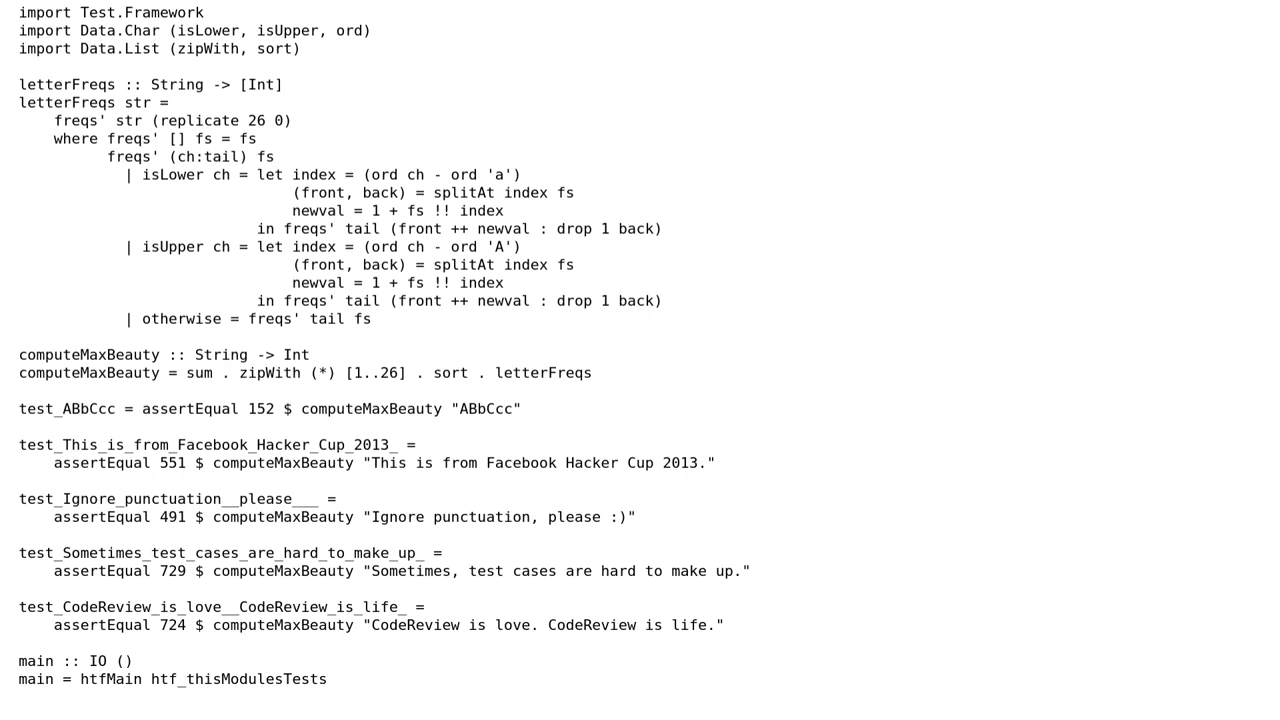 import Test.Framework
import Data.Char (isLower, isUpper, ord)
import Data.List (zipWith, sort)

letterFreqs :: String -> [Int]
letterFreqs str =
    freqs' str (replicate 26 0)
    where freqs' [] fs = fs
          freqs' (ch:tail) fs
            | isLower ch = let index = (ord ch - ord 'a')
                               (front, back) = splitAt index fs
                               newval = 1 + fs !! index
                           in freqs' tail (front ++ newval : drop 1 back)
            | isUpper ch = let index = (ord ch - ord 'A')
                               (front, back) = splitAt index fs
                               newval = 1 + fs !! index
                           in freqs' tail (front ++ newval : drop 1 back)
            | otherwise = freqs' tail fs

computeMaxBeauty :: String -> Int
computeMaxBeauty = sum . zipWith (*) [1..26] . sort . letterFreqs

test_ABbCcc = assertEqual 152 $ computeMaxBeauty "ABbCcc"

test_This_is_from_Facebook_Hacker_Cup_2013_ =
    assertEqual 551 $ computeMaxBeauty "This is from Facebook Hacker Cup 2013."

test_Ignore_punctuation__please___ =
    assertEqual 491 $ computeMaxBeauty "Ignore punctuation, please :)"

test_Sometimes_test_cases_are_hard_to_make_up_ =
    assertEqual 729 $ computeMaxBeauty "Sometimes, test cases are hard to make up."

test_CodeReview_is_love__CodeReview_is_life_ =
    assertEqual 724 $ computeMaxBeauty "CodeReview is love. CodeReview is life."

main :: IO ()
main = htfMain htf_thisModulesTests